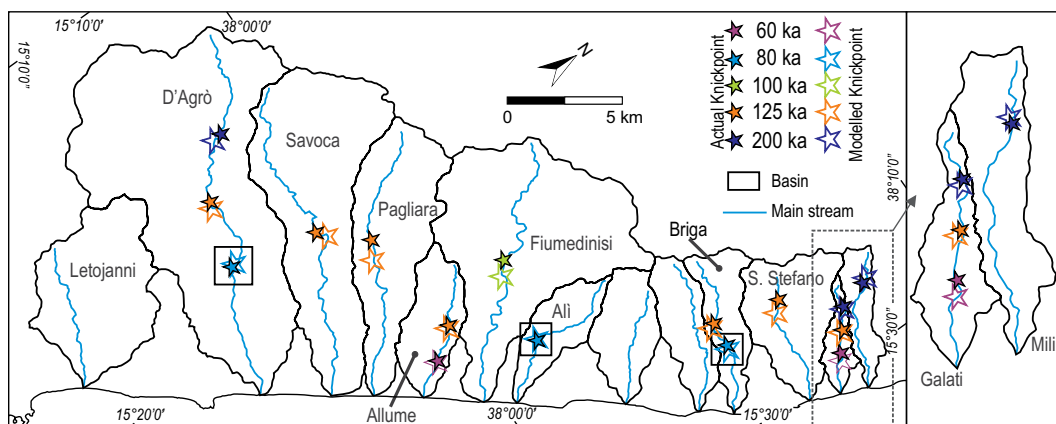 15°10'0'
38°00'0'
15°10'0"
D'Agrò
Savoca
Pagliara
Letojanni
Allume
Fiumedinisi
Alì
Briga
S. Stefano
N
0 5 km
Actual Knickpoint
60 ka
80 ka
100 ka
125 ka
200 ka
Modelled Knickpoint
Basin
Main stream
38°10'0"
15°30'0"
Mili
Galati
15°20'0'
38°00'0'
15°30'0"